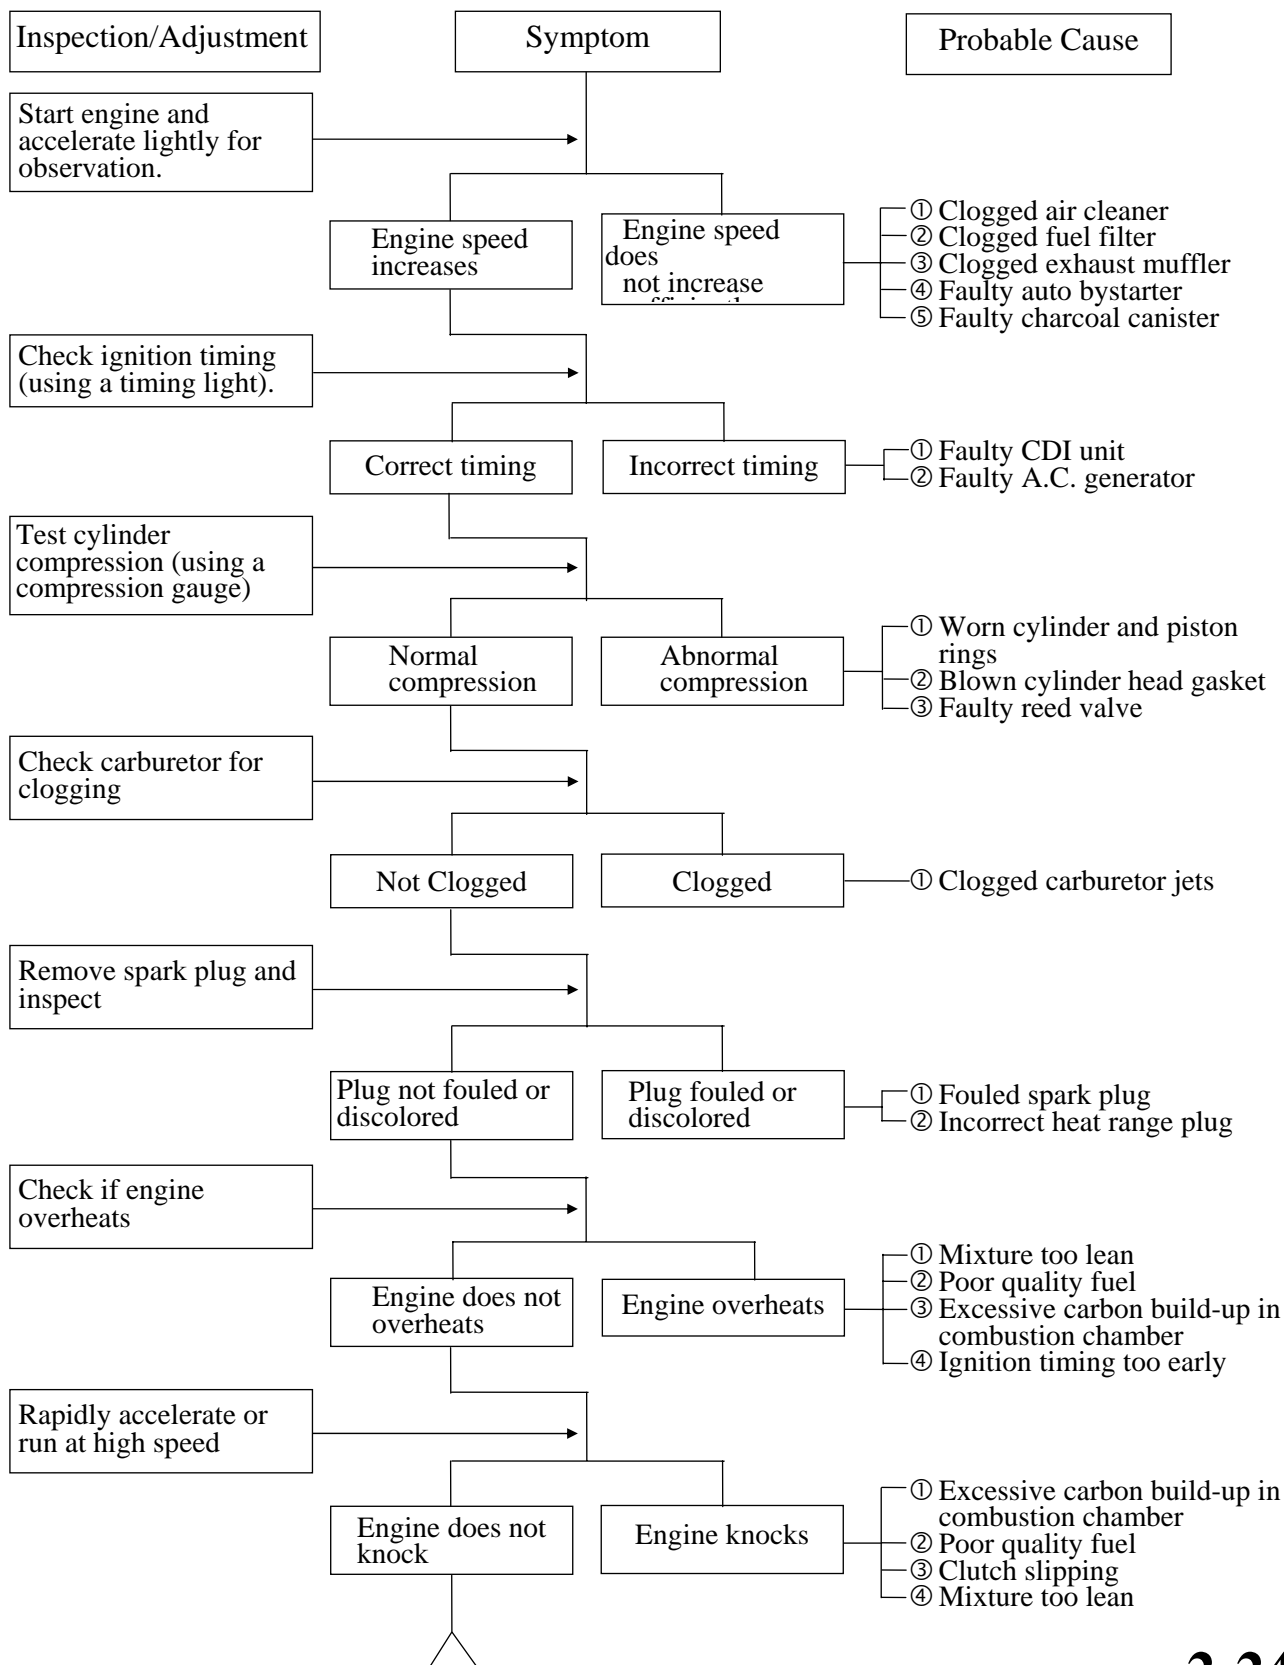 Inspection/Adjustment
Symptom
Probable Cause
Start engine and
accelerate lightly for
observation.
Engine speed
increases
Engine speed
does
not increase
① Clogged air cleaner
② Clogged fuel filter
③ Clogged exhaust muffler
④ Faulty auto bystarter
⑤ Faulty charcoal canister
Check ignition timing
(using a timing light).
Correct timing
Incorrect timing
① Faulty CDI unit
② Faulty A.C. generator
Test cylinder
compression (using a
compression gauge)
Normal
compression
Abnormal
compression
① Worn cylinder and piston
rings
② Blown cylinder head gasket
③ Faulty reed valve
Check carburetor for
clogging
Not Clogged
Clogged
① Clogged carburetor jets
Remove spark plug and
inspect
Plug not fouled or
discolored
Plug fouled or
discolored
① Fouled spark plug
② Incorrect heat range plug
Check if engine
overheats
Engine does not
overheats
Engine overheats
① Mixture too lean
② Poor quality fuel
③ Excessive carbon build-up in
combustion chamber
④ Ignition timing too early
Rapidly accelerate or
run at high speed
Engine does not
knock
Engine knocks
① Excessive carbon build-up in
combustion chamber
② Poor quality fuel
③ Clutch slipping
④ Mixture too lean